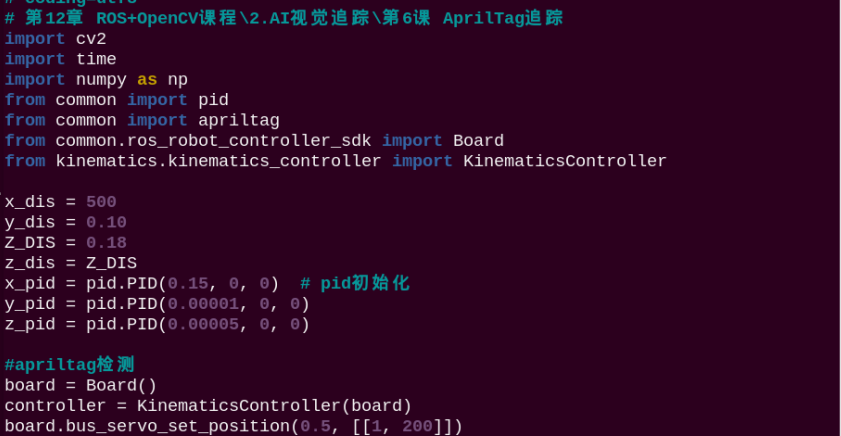 # coding=utf8
# 第12章 ROS+OpenCV课程\2.AI视觉追踪\第6课 AprilTag追踪
import cv2
import time
import numpy as np
from common import pid
from common import apriltag
from common.ros_robot_controller_sdk import Board
from kinematics.kinematics_controller import KinematicsController
x_dis = 500
y_dis = 0.10
Z_DIS = 0.18
z_dis = Z_DIS
x_pid = pid.PID(0.15, 0, 0)  # pid初始化
y_pid = pid.PID(0.00001, 0, 0)
z_pid = pid.PID(0.00005, 0, 0)
#apriltag检测
board = Board()
controller = KinematicsController(board)
board.bus_servo_set_position(0.5, [[1, 200]])